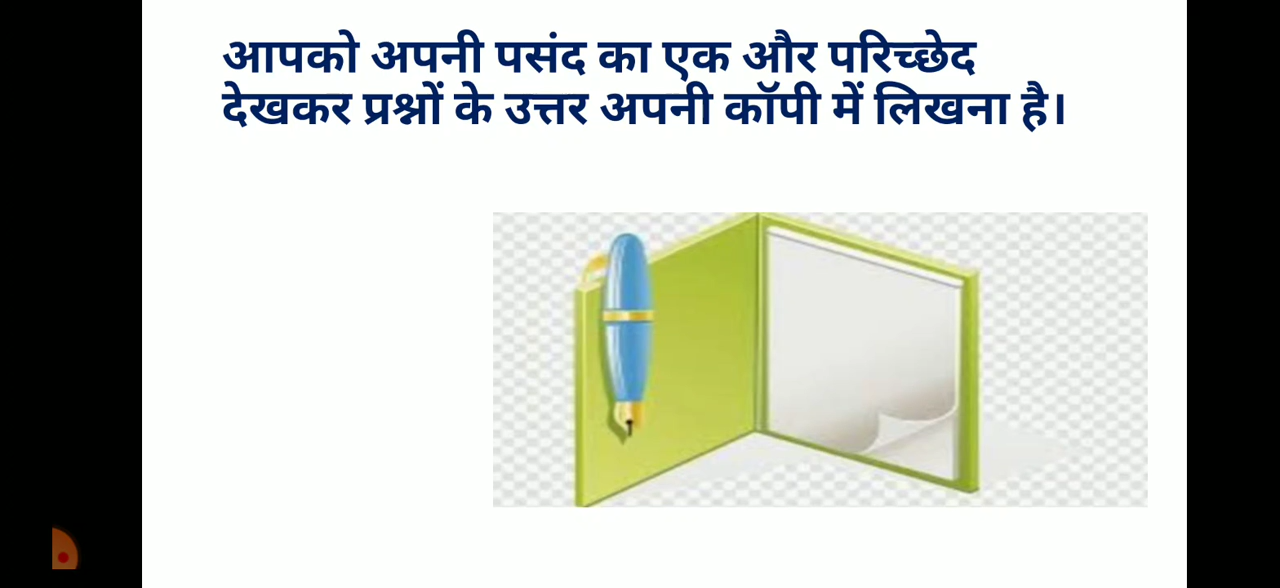 आपको अपनी पसंद का एक और परिच्छेद
देखकर प्रश्नों के उत्तर अपनी कॉपी में लिखना है।